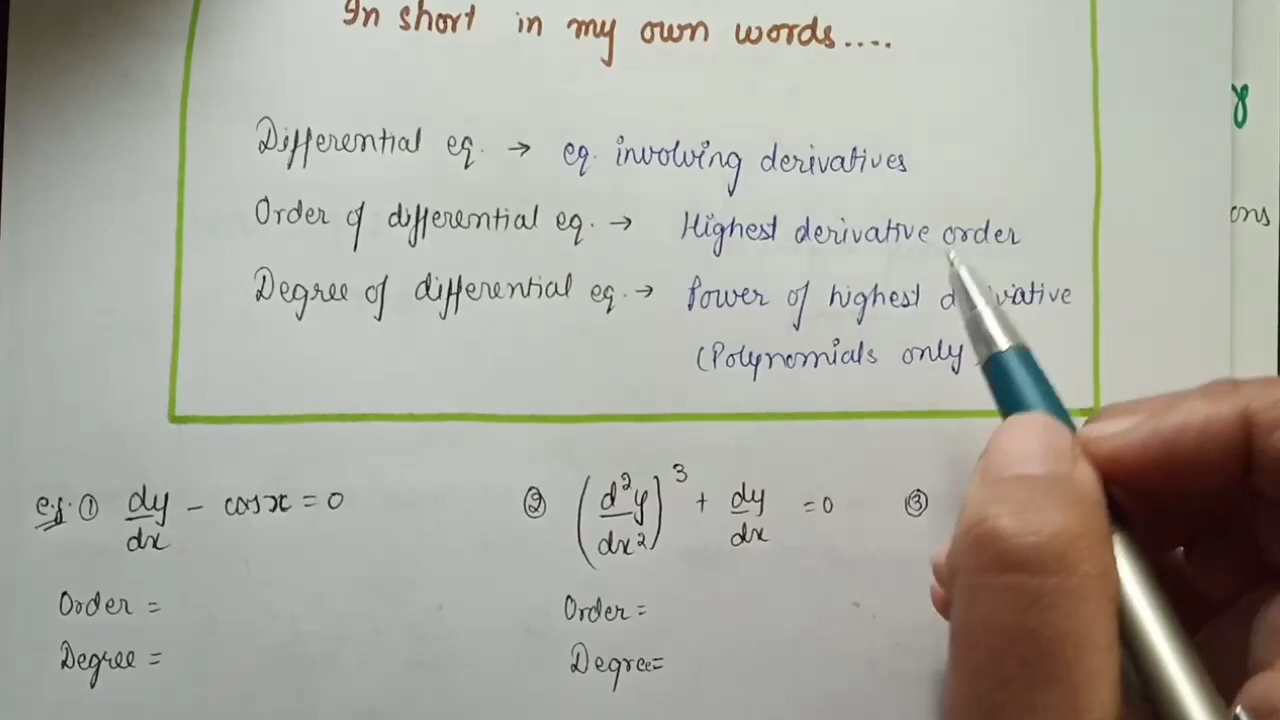 In short in my own words....
Differential eq. → eq. involving derivatives
Order of differential eq. → Highest derivative order
Degree of differential eq. → Power of highest
(Polynomials only
e.g. ① dy/dx - cosx = 0
② (d²y/dx²)³ + dy/dx = 0
③
Order =
Degree =
Order =
Degree =
ons